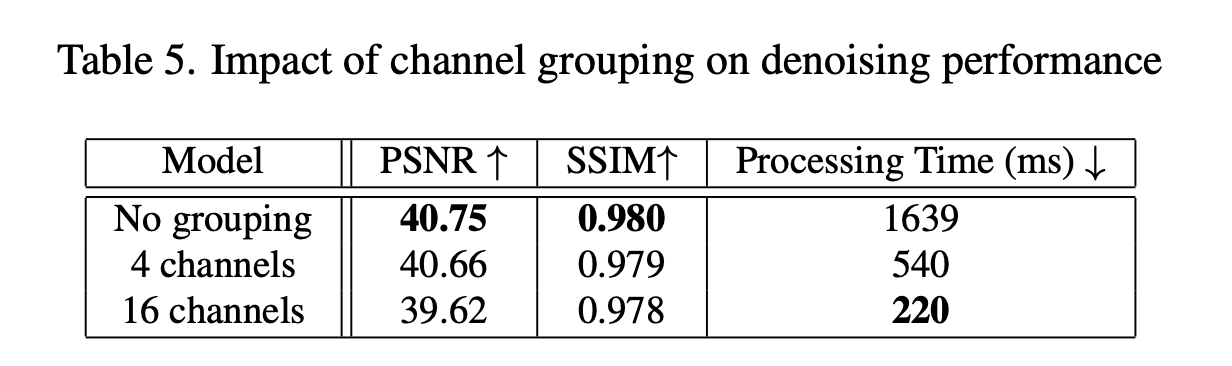 Table 5. Impact of channel grouping on denoising performance
Model PSNR ↑ SSIM↑ Processing Time (ms) ↓
No grouping 40.75 0.980 1639
4 channels 40.66 0.979 540
16 channels 39.62 0.978 220